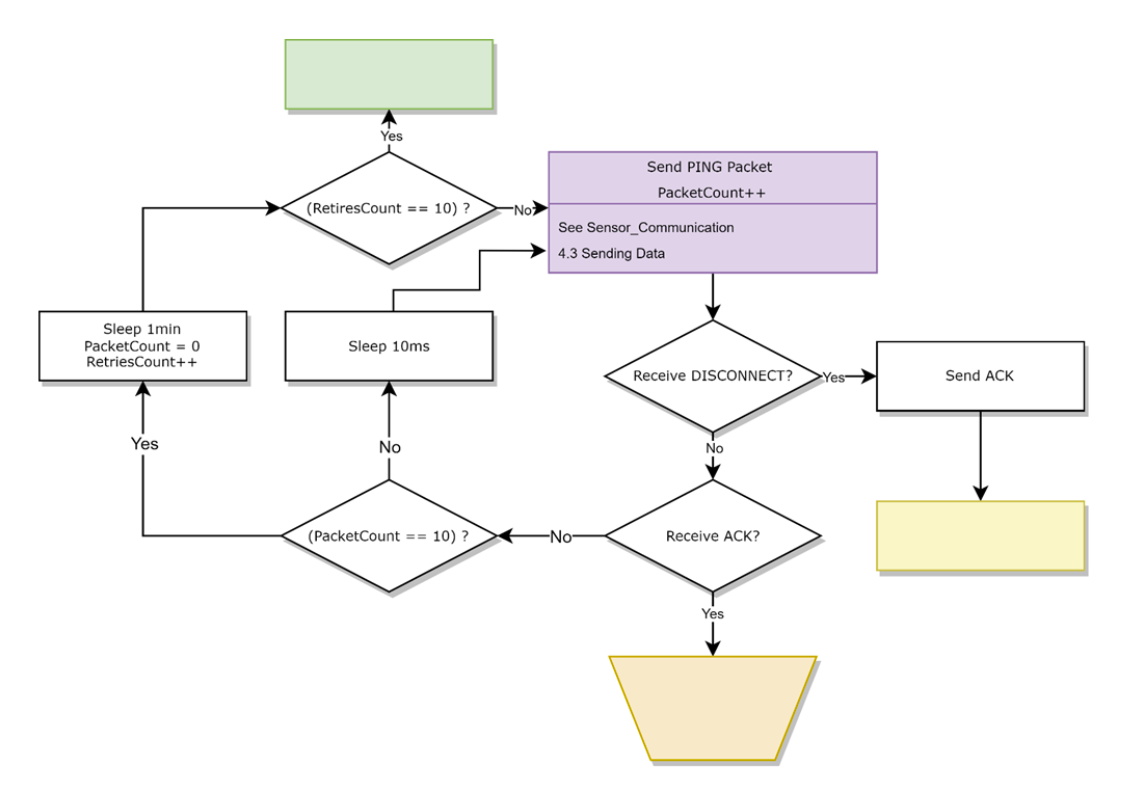 Yes
(RetiresCount == 10) ?
No
Send PING Packet
PacketCount++
See Sensor_Communication
4.3 Sending Data
Sleep 1min
PacketCount = 0
RetriesCount++
Sleep 10ms
Receive DISCONNECT?
Yes
Send ACK
Yes
No
No
(PacketCount == 10) ?
No
Receive ACK?
Yes